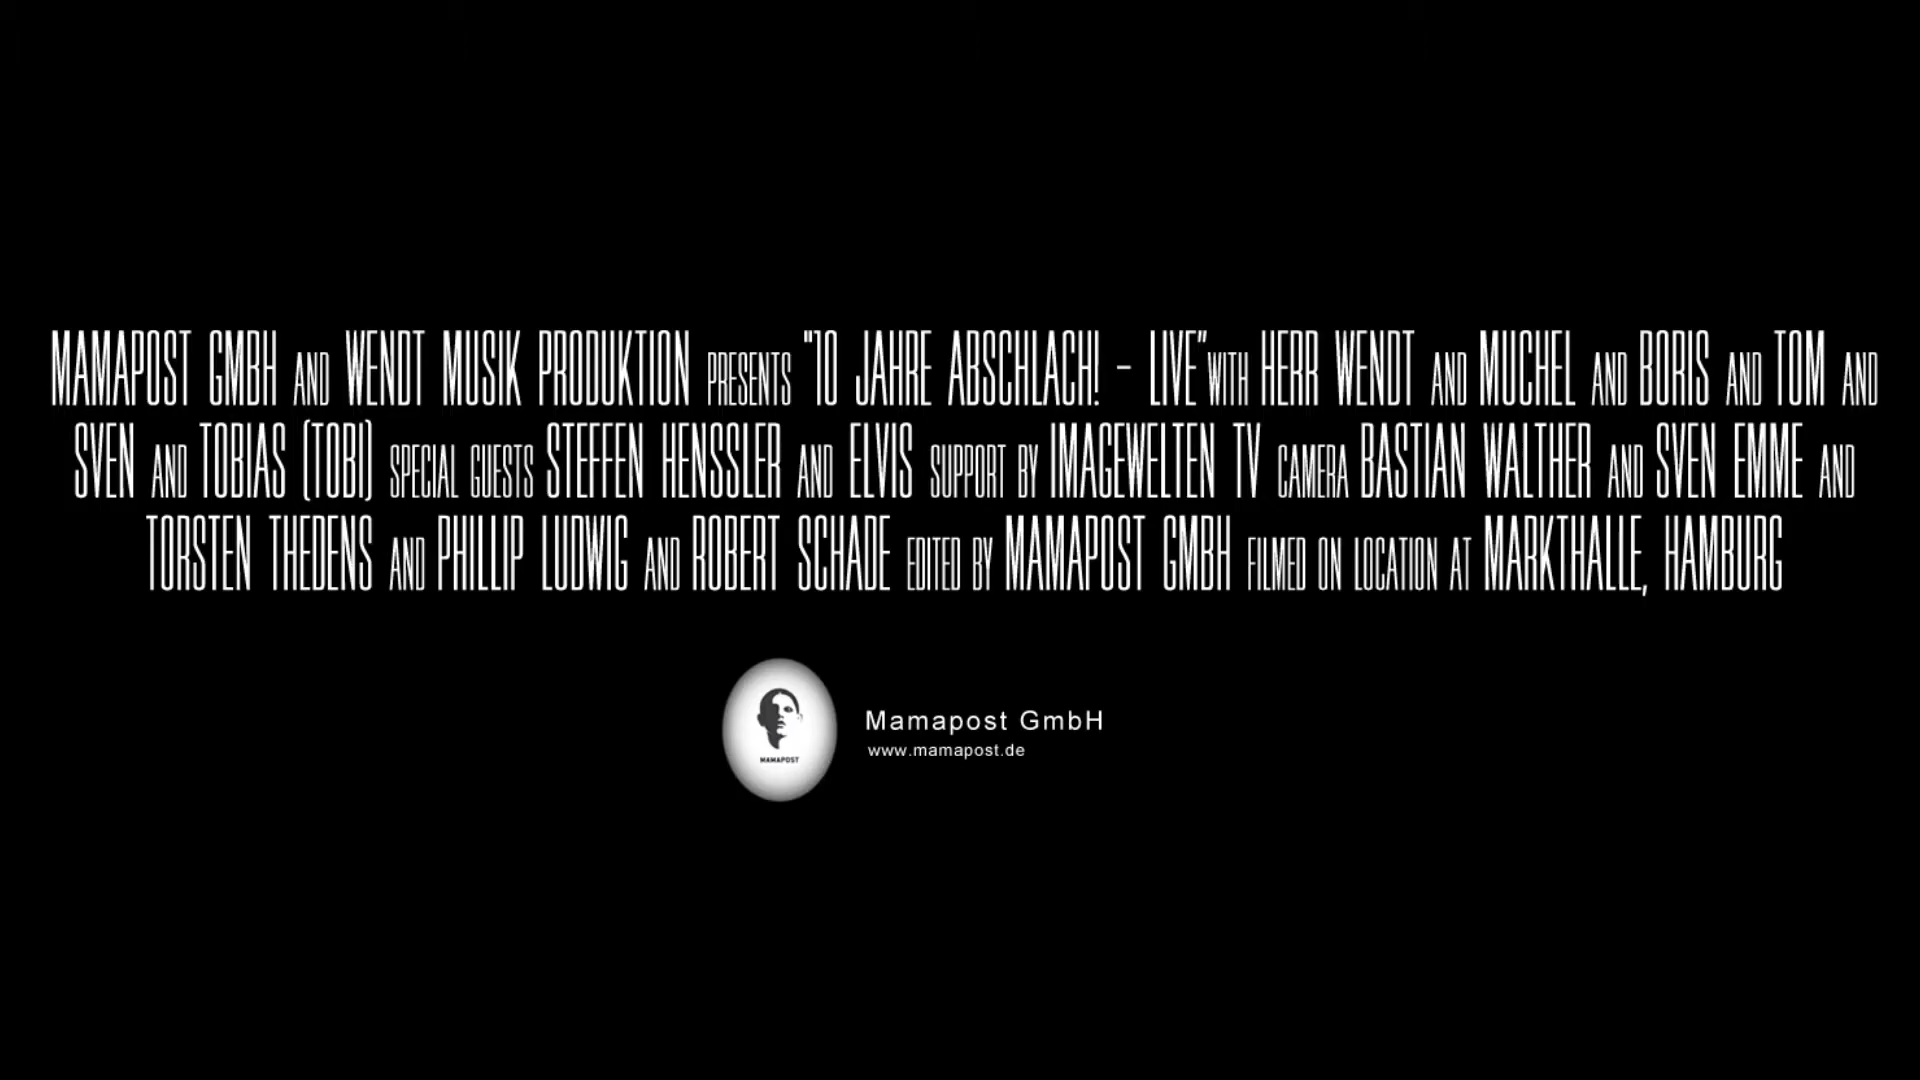 MAMAPOST GMBH AND WENDT MUSIK PRODUKTION PRESENTS "10 JAHRE ABSCHLACH! - LIVE" WITH HERR WENDT AND MUCHEL AND BORIS AND TOM AND
SVEN AND TOBIAS (TOBI) SPECIAL GUESTS STEFFEN HENSSLER AND ELVIS SUPPORT BY IMAGEWELTEN TV CAMERA BASTIAN WALTHER AND SVEN EMME AND
TORSTEN THEDENS AND PHILLIP LUDWIG AND ROBERT SCHADE EDITED BY MAMAPOST GMBH FILMED ON LOCATION AT MARKTHALLE, HAMBURG
MAMAPOST
Mamapost GmbH
www.mamapost.de